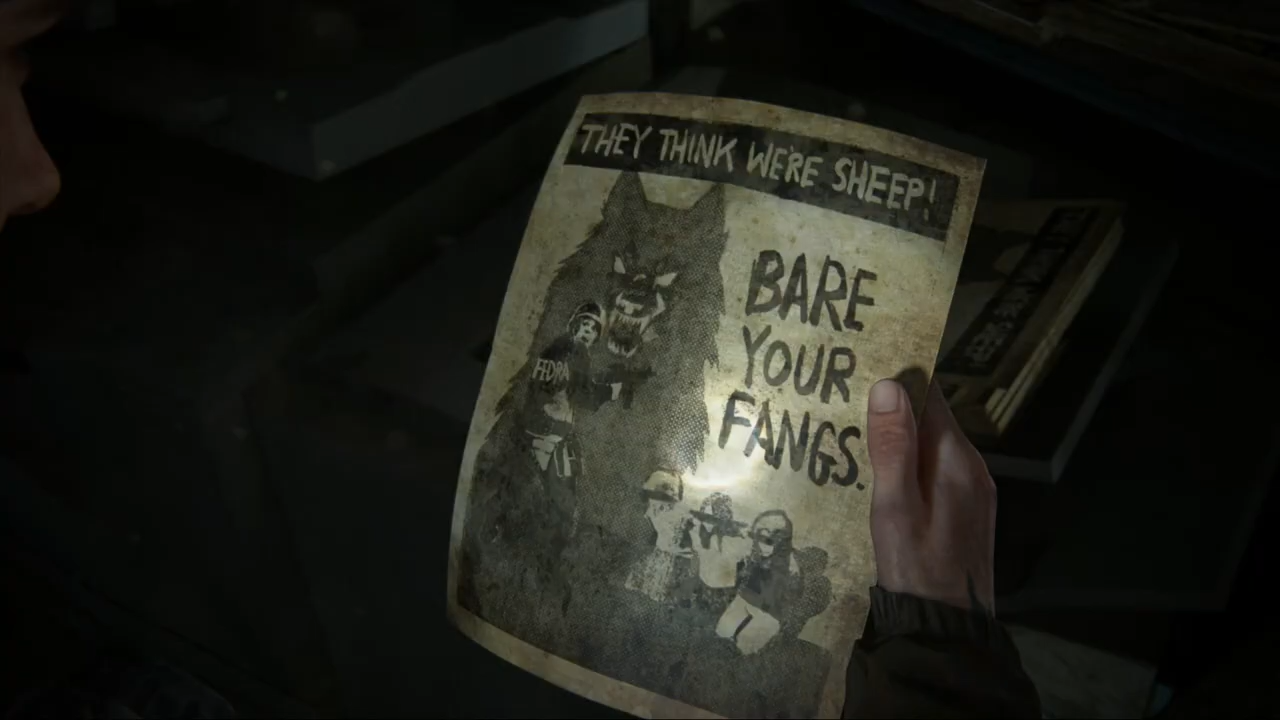 THEY THINK WE'RE SHEEP!
BARE
YOUR
FANGS.
FEDRA